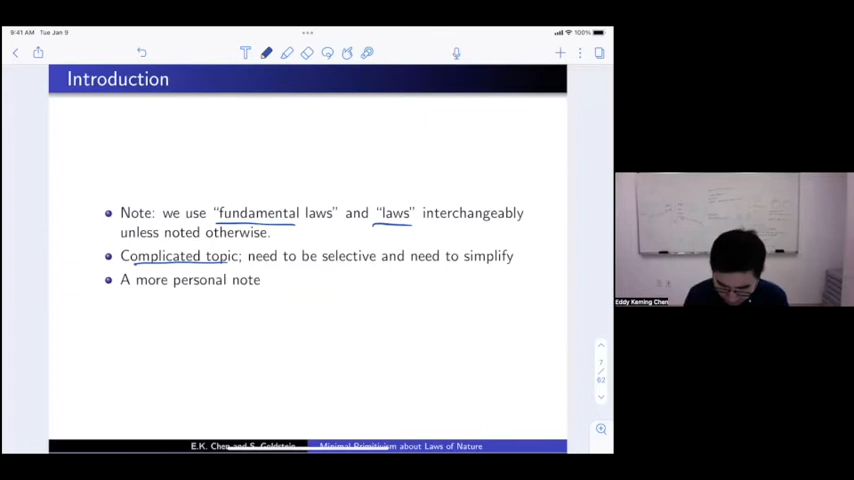 9:41 AM Tue Jan 9
100%
T
Introduction
Note: we use "fundamental laws" and "laws" interchangeably
unless noted otherwise.
Complicated topic; need to be selective and need to simplify
A more personal note
7
/
62
Eddy Keming Chen
E.K. Chen and S. Goldstein Minimal Primitivism about Laws of Nature